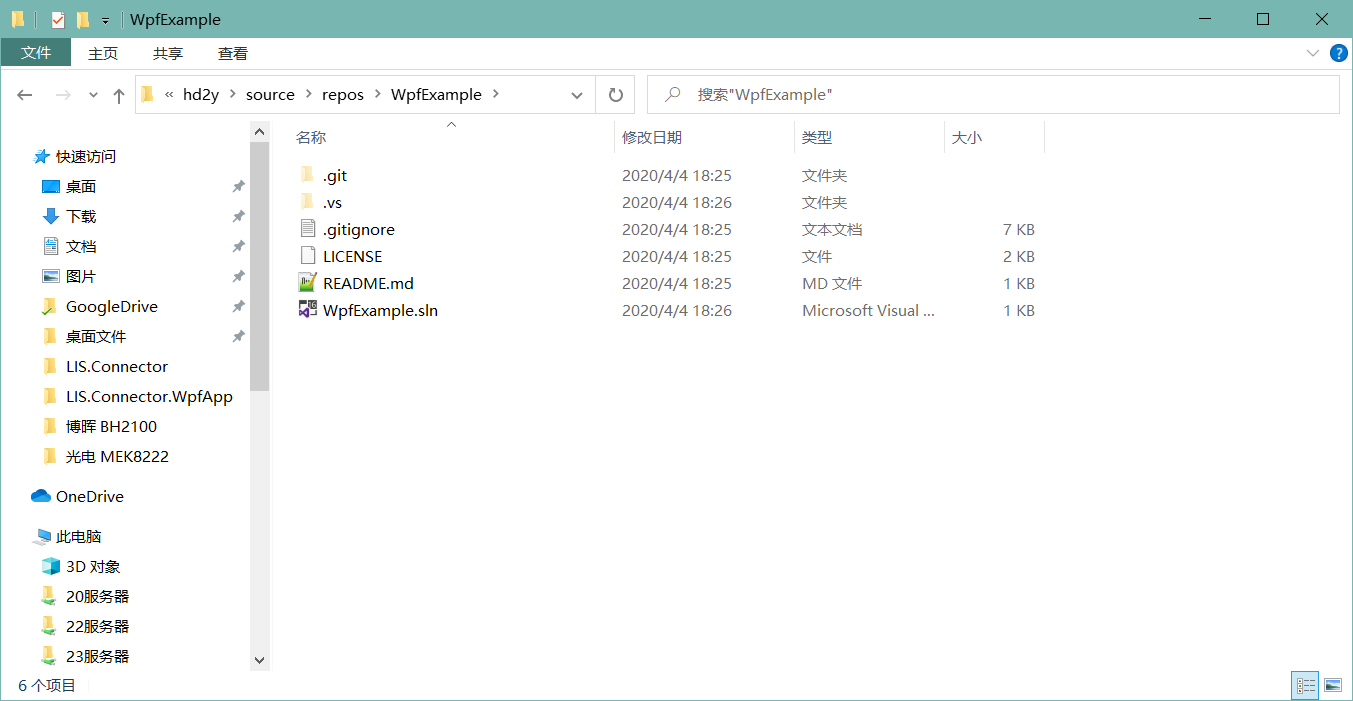 WpfExample
文件 主页 共享 查看
« hd2y > source > repos > WpfExample > 搜索"WpfExample"
名称 修改日期 类型 大小
快速访问
桌面
下载
文档
图片
GoogleDrive
桌面文件
LIS.Connector
LIS.Connector.WpfApp
博晖 BH2100
光电 MEK8222
OneDrive
此电脑
3D 对象
20服务器
22服务器
23服务器
.git 2020/4/4 18:25 文件夹
.vs 2020/4/4 18:26 文件夹
.gitignore 2020/4/4 18:25 文本文档 7 KB
LICENSE 2020/4/4 18:25 文件 2 KB
README.md 2020/4/4 18:25 MD 文件 1 KB
WpfExample.sln 2020/4/4 18:26 Microsoft Visual ... 1 KB
6 个项目